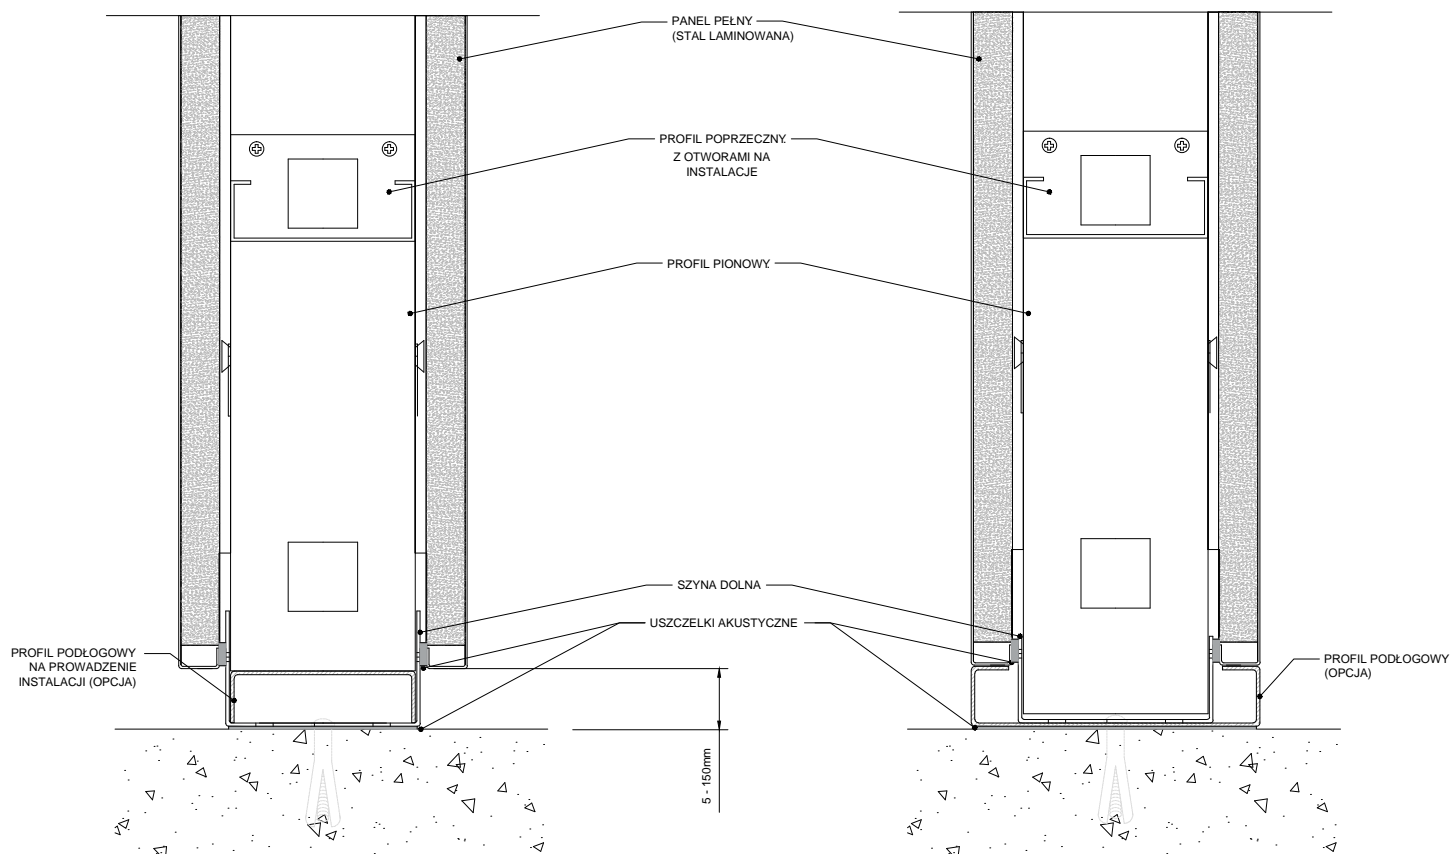 PANEL PEŁNY
(STAL LAMINOWANA)
PROFIL POPRZECZNY
Z OTWORAMI NA
INSTALACJE
PROFIL PIONOWY
SZYNA DOLNA
USZCZELKI AKUSTYCZNE
PROFIL PODŁOGOWY
NA PROWADZENIE
INSTALACJI (OPCJA)
PROFIL PODŁOGOWY
(OPCJA)
5 - 150mm